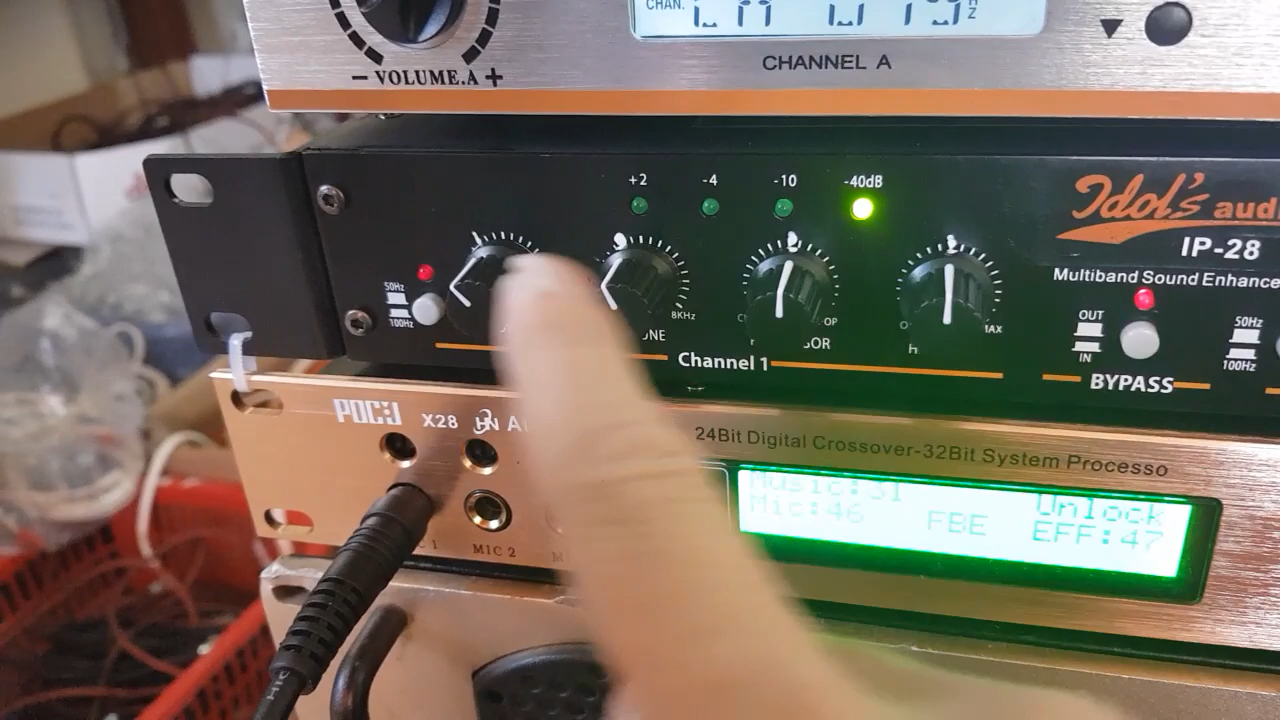 CHAN.
HZ
− VOLUME.A +
CHANNEL A
+2 -4 -10 -40dB
Idol's aud
IP-28
Multiband Sound Enhance
50Hz
100Hz
8KHz
OP
Channel 1
OUT
IN
BYPASS
50Hz
100Hz
X28
24Bit Digital Crossover-32Bit System Processo
Music:51 Unlock
Mic:46 FBE EFF:47
MIC 2